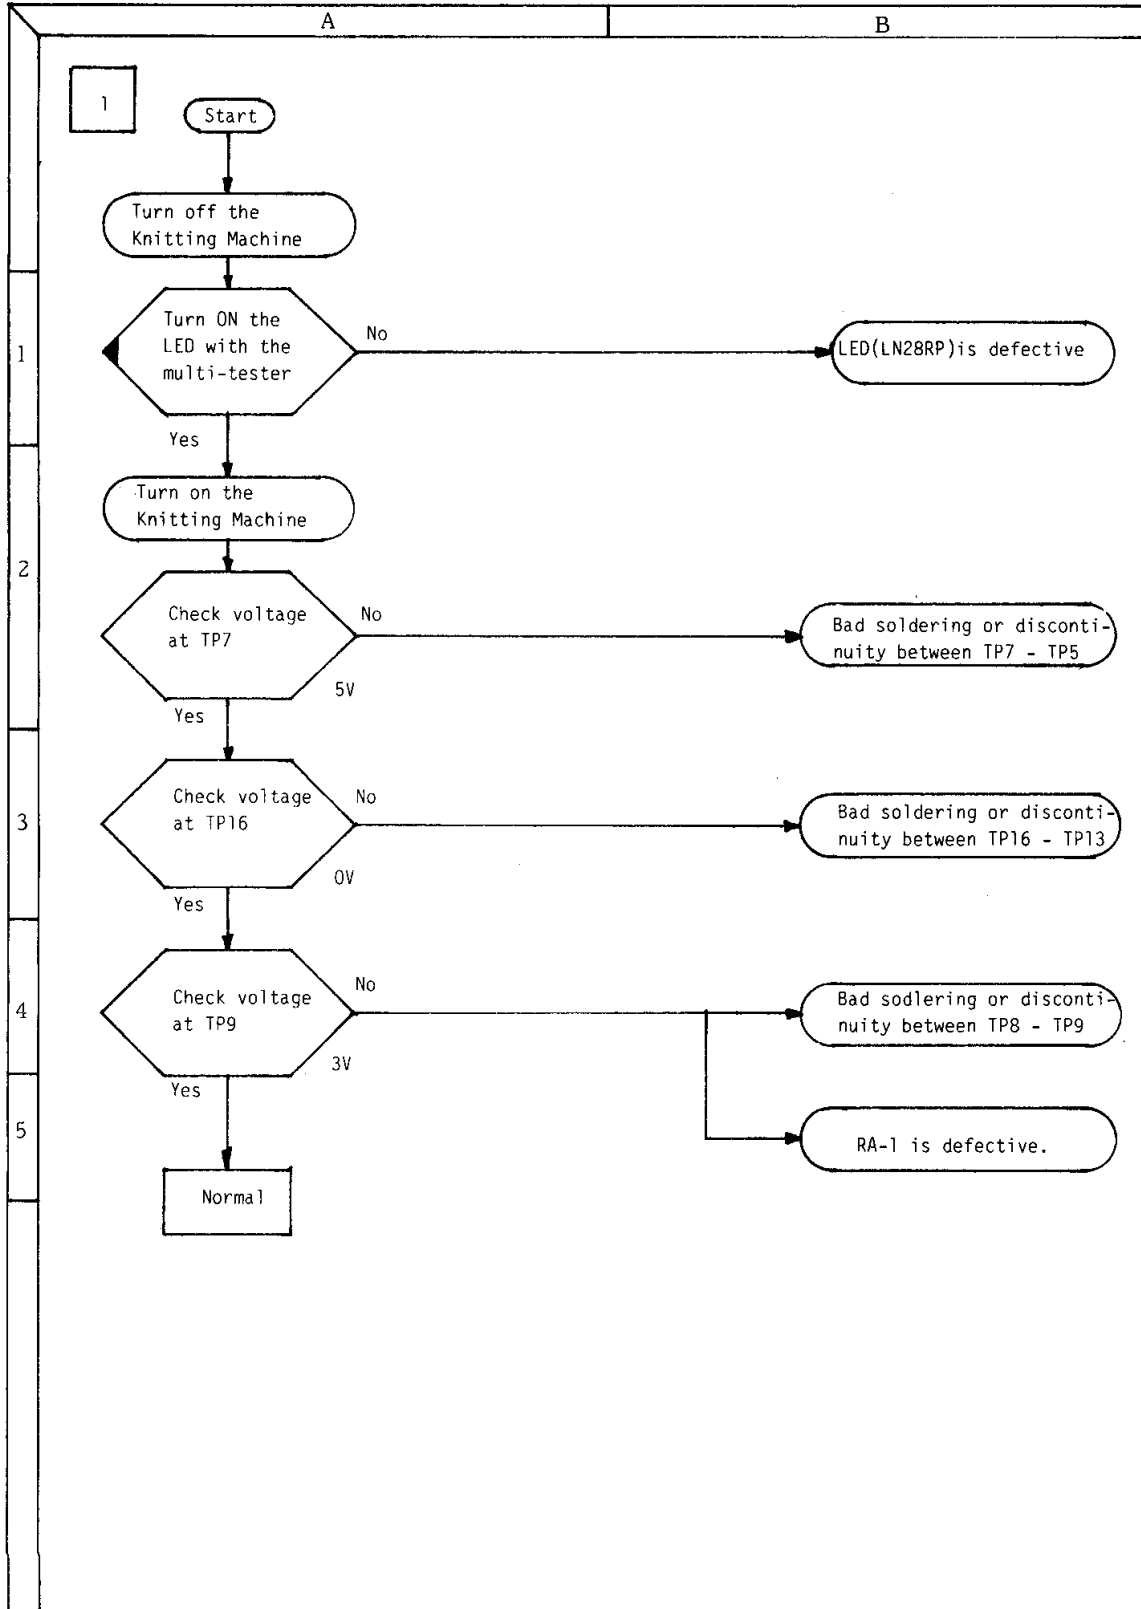 A
B
1
Start
Turn off the
Knitting Machine
1
Turn ON the
LED with the
multi-tester
No
LED(LN28RP)is defective
Yes
Turn on the
Knitting Machine
2
Check voltage
at TP7
No
Bad soldering or disconti-
nuity between TP7 - TP5
5V
Yes
3
Check voltage
at TP16
No
Bad soldering or disconti-
nuity between TP16 - TP13
0V
Yes
4
Check voltage
at TP9
No
Bad sodlering or disconti-
nuity between TP8 - TP9
3V
Yes
5
RA-1 is defective.
Normal